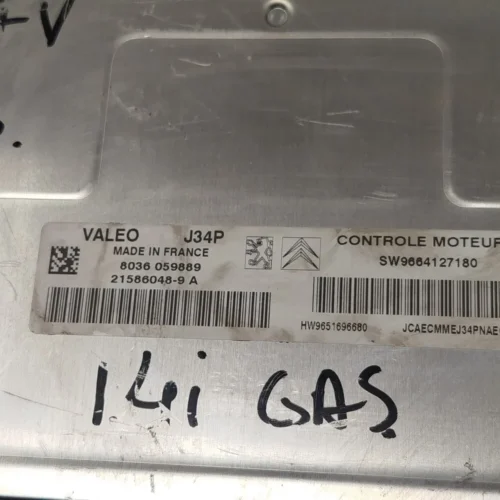 V
VALEO J34P
MADE IN FRANCE
8036 059889
21586048-9 A
CONTROLE MOTEUR
SW9664127180
HW9651696680 JCAECMMEJ34PNAE
1.4i GAS